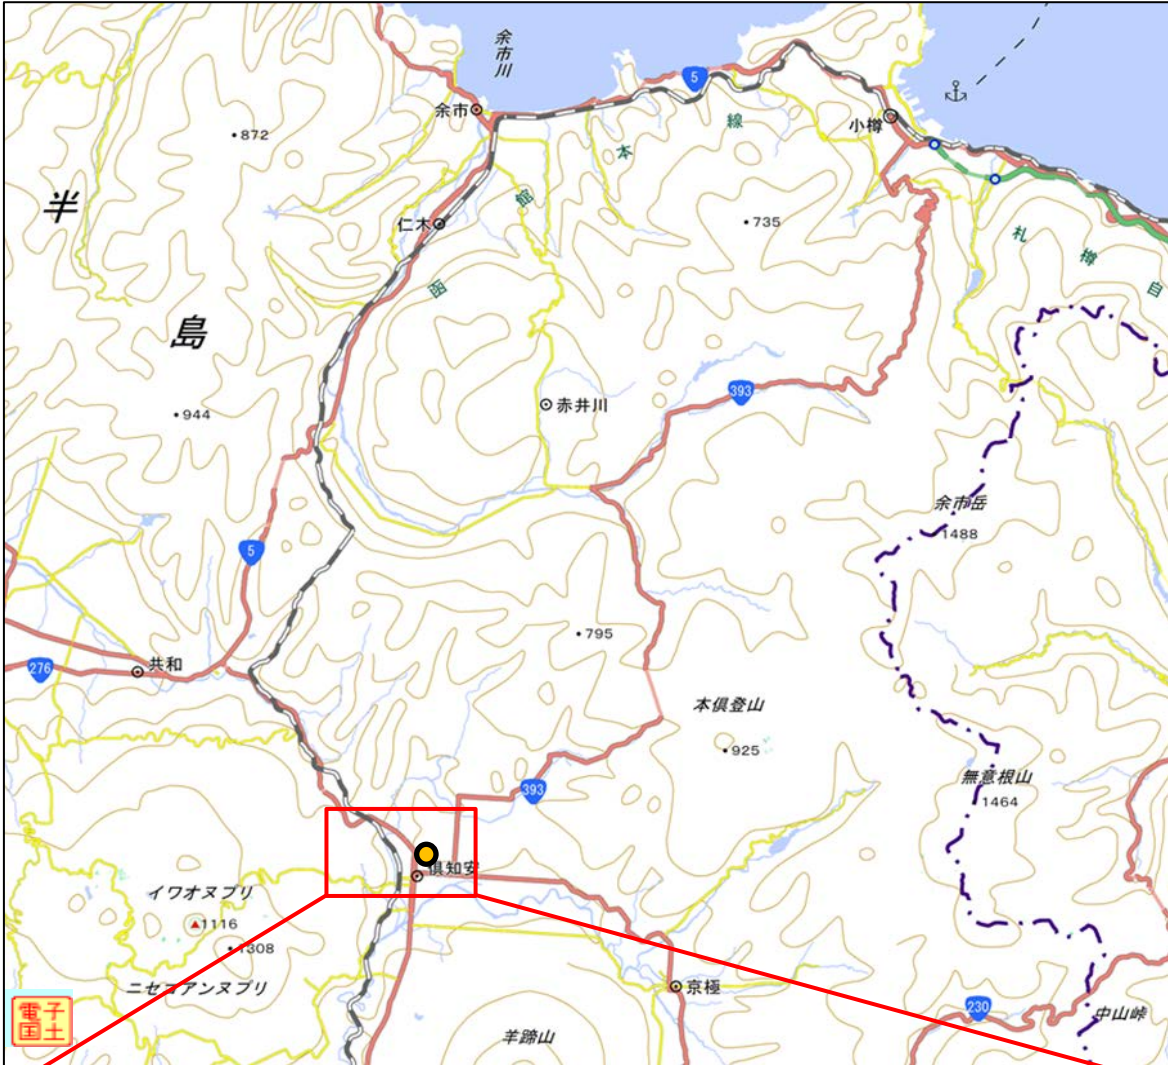 余市川
5
余市
線
小樽
872
本
半
館
仁木
735
札
樽
函
自
島
393
944
赤井川
余市岳
1488
5
795
共和
276
本倶登山
925
無意根山
1464
393
倶知安
イワオヌプリ
1116
1308
ニセコアンヌプリ
京極
電子
国土
230
中山峠
羊蹄山